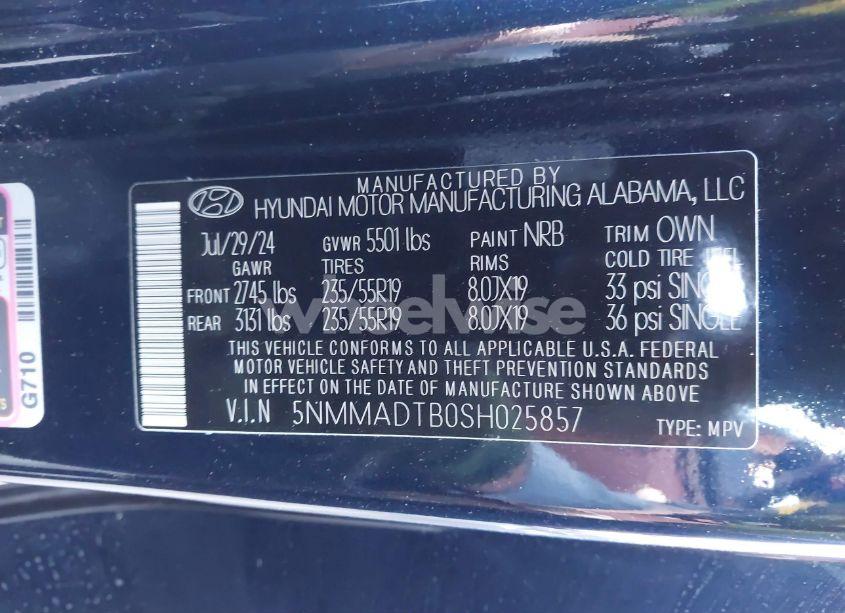 MANUFACTURED BY
HYUNDAI MOTOR MANUFACTURING ALABAMA, LLC
Jul/29/24 GVWR 5501 lbs PAINT NRB TRIM OWN
GAWR TIRES RIMS COLD TIRE
FRONT 2745 lbs 235/55R19 8.0JX19 33 psi SINGLE
REAR 3131 lbs 235/55R19 8.0JX19 36 psi SINGLE
THIS VEHICLE CONFORMS TO ALL APPLICABLE U.S.A. FEDERAL
MOTOR VEHICLE SAFETY AND THEFT PREVENTION STANDARDS
IN EFFECT ON THE DATE OF MANUFACTURE SHOWN ABOVE
V.I.N 5NMMADTB0SH025857 TYPE: MPV
G710
wheelwise